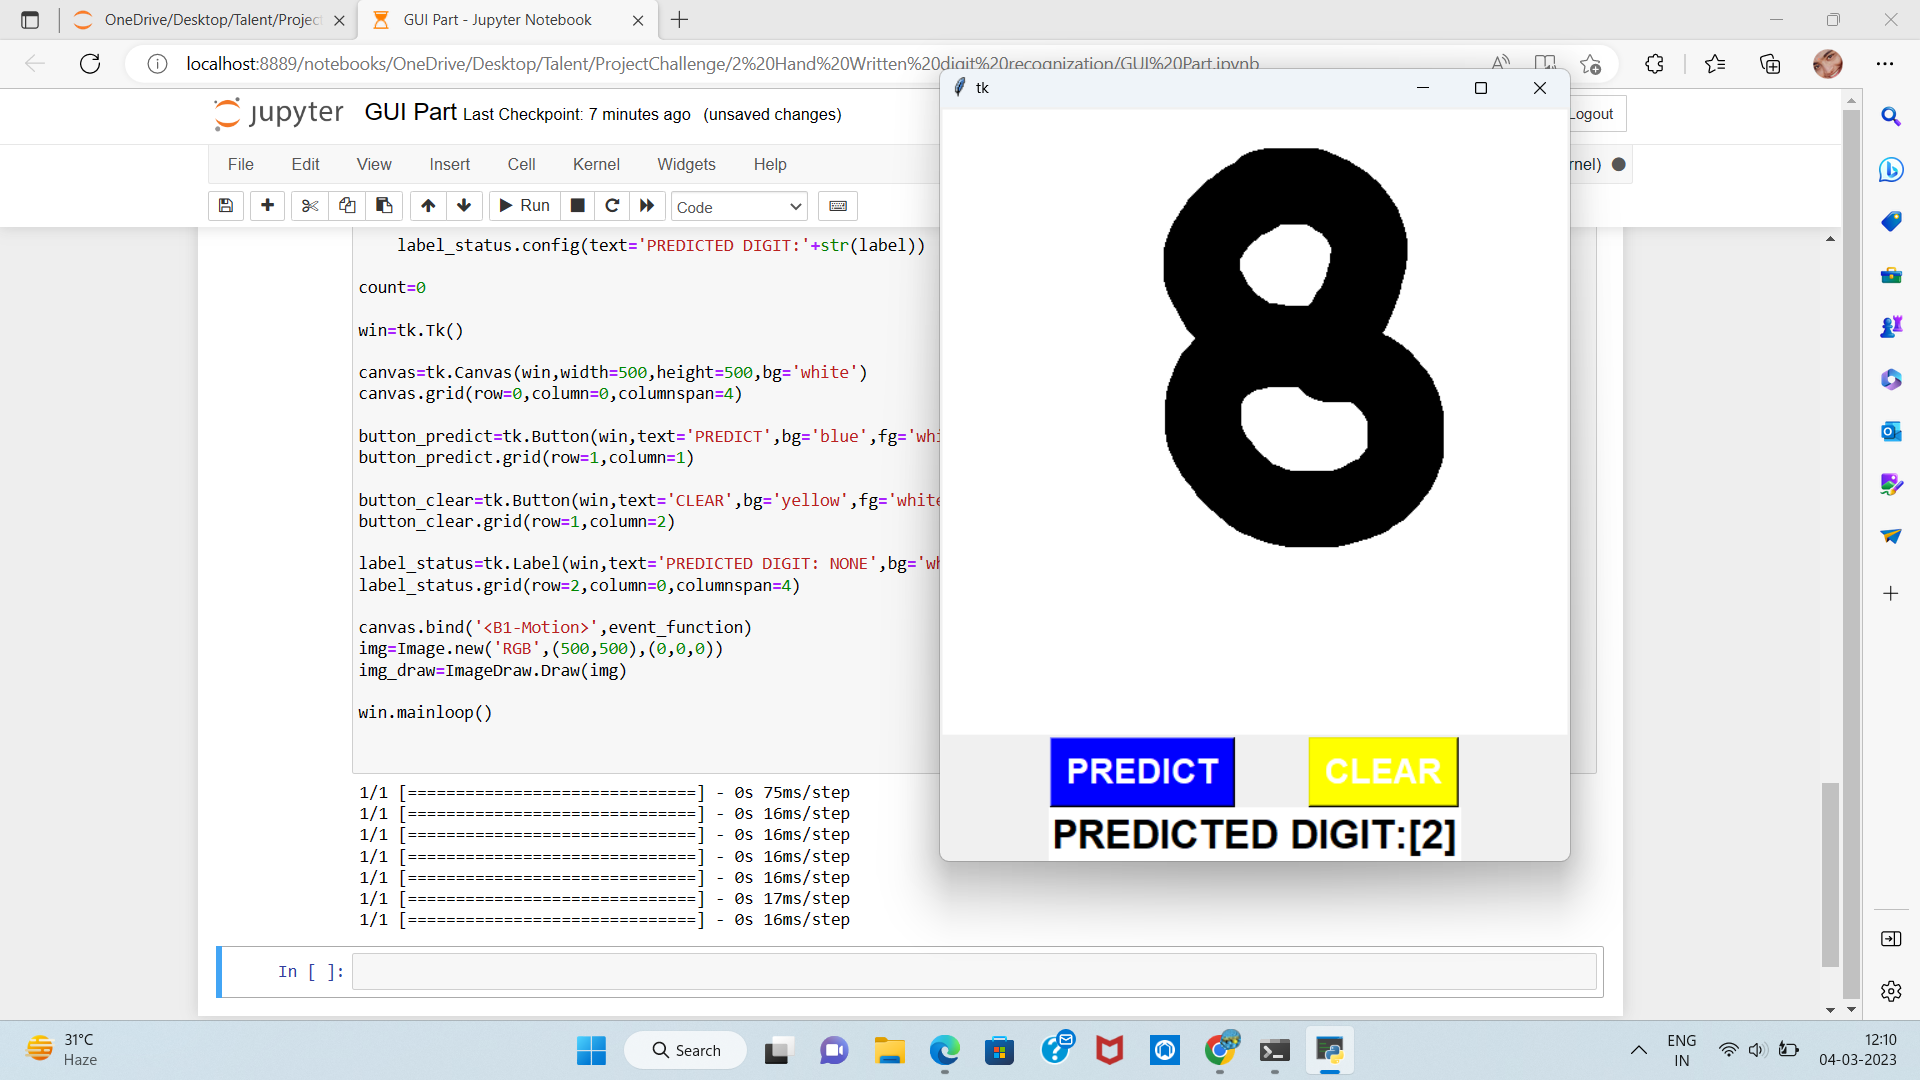 OneDrive/Desktop/Talent/Projec
GUI Part - Jupyter Notebook
localhost:8889/notebooks/OneDrive/Desktop/Talent/ProjectChallenge/2%20Hand%20Written%20digit%20recognization/GUI%20Part.ipynb
tk
jupyter GUI Part Last Checkpoint: 7 minutes ago (unsaved changes)
Logout
File Edit View Insert Cell Kernel Widgets Help
nel)
Run
Code
label_status.config(text='PREDICTED DIGIT:'+str(label))
count=0
win=tk.Tk()
canvas=tk.Canvas(win,width=500,height=500,bg='white')
canvas.grid(row=0,column=0,columnspan=4)
button_predict=tk.Button(win,text='PREDICT',bg='blue',fg='whi
button_predict.grid(row=1,column=1)
button_clear=tk.Button(win,text='CLEAR',bg='yellow',fg='white
button_clear.grid(row=1,column=2)
label_status=tk.Label(win,text='PREDICTED DIGIT: NONE',bg='wh
label_status.grid(row=2,column=0,columnspan=4)
canvas.bind('<B1-Motion>',event_function)
img=Image.new('RGB',(500,500),(0,0,0))
img_draw=ImageDraw.Draw(img)
win.mainloop()
8
PREDICT
CLEAR
PREDICTED DIGIT:[2]
1/1 [==============================] - 0s 75ms/step
1/1 [==============================] - 0s 16ms/step
1/1 [==============================] - 0s 16ms/step
1/1 [==============================] - 0s 16ms/step
1/1 [==============================] - 0s 16ms/step
1/1 [==============================] - 0s 17ms/step
1/1 [==============================] - 0s 16ms/step
In [ ]:
31°C
Haze
Search
ENG
IN
12:10
04-03-2023